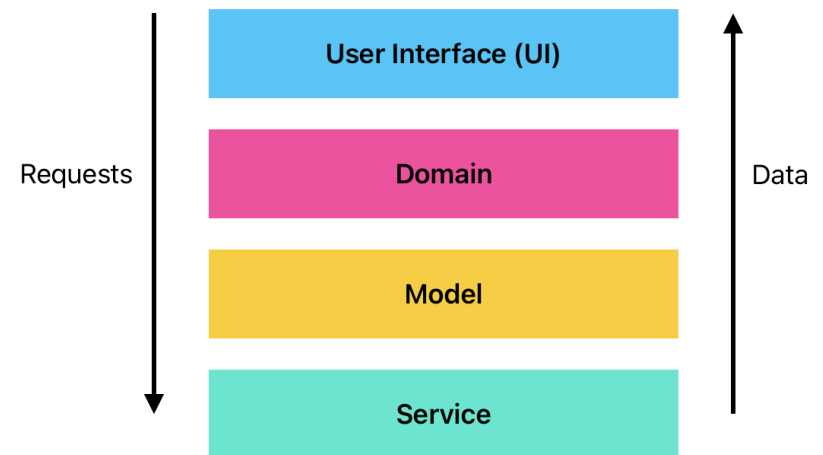 User Interface (UI)
Requests
Domain
Data
Model
Service